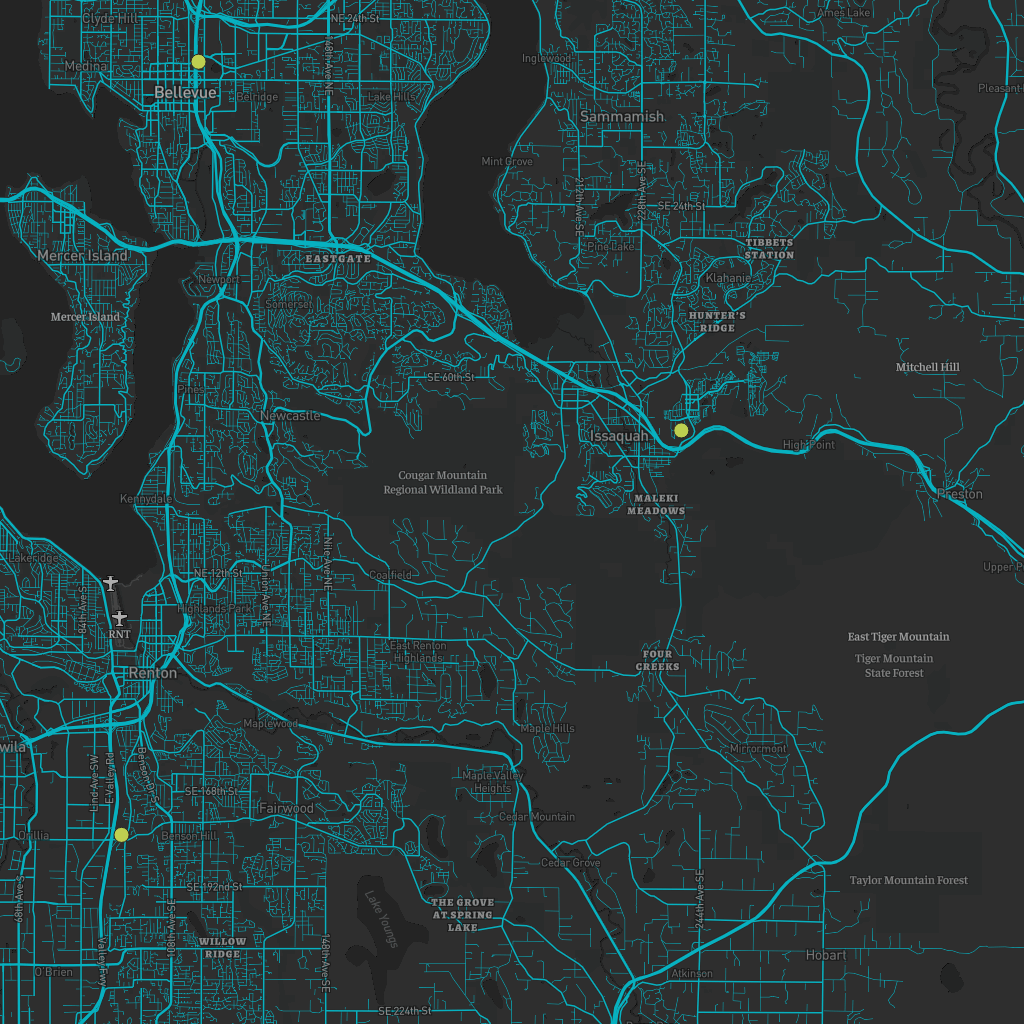 Clyde Hill
NE 24th St
Ames Lake
Medina
Bellevue
Belridge
148th Ave NE
Lake Hills
Inglewood
Sammamish
Mint Grove
212th Ave SE
228th Ave SE
SE 24th St
Pine Lake
TIBBETS
STATION
Klahanie
Mercer Island
EASTGATE
Newport
Somerset
Mercer Island
HUNTER'S
RIDGE
Mitchell Hill
SE 60th St
Pines
Newcastle
Issaquah
High Point
Cougar Mountain
Regional Wildland Park
Kennydale
MALEKI
MEADOWS
Preston
Lakeridge
NE 12th St
Coalfield
Nile Ave NE
Union Ave NE
84th Ave S
RNT
Highlands Park
East Renton
Highlands
FOUR
CREEKS
East Tiger Mountain
Tiger Mountain
State Forest
Renton
Maplewood
Maple Hills
Mirrormont
Lind Ave SW
E Valley Rd
Benson Dr S
SE 168th St
Maple Valley
Heights
Fairwood
Cedar Mountain
Orillia
Benson Hill
Cedar Grove
SE 192nd St
68th Ave S
108th Ave SE
Lake Youngs
THE GROVE
AT SPRING
LAKE
244th Ave SE
Taylor Mountain Forest
WILLOW
RIDGE
148th Ave SE
Valley Fwy
O'Brien
Atkinson
Hobart
SE 224th St